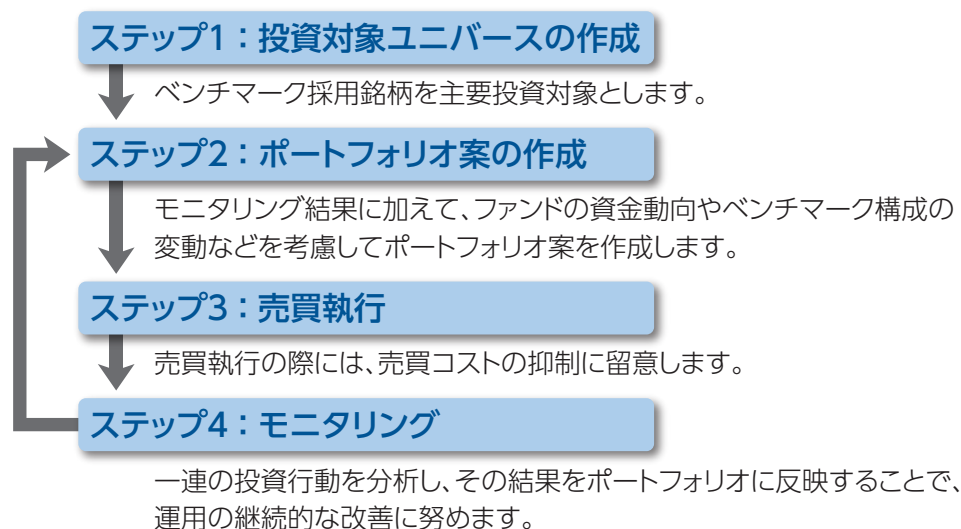 ステップ1：投資対象ユニバースの作成
ベンチマーク採用銘柄を主要投資対象とします。
ステップ2：ポートフォリオ案の作成
モニタリング結果に加えて、ファンドの資金動向やベンチマーク構成の
変動などを考慮してポートフォリオ案を作成します。
ステップ3：売買執行
売買執行の際には、売買コストの抑制に留意します。
ステップ4：モニタリング
一連の投資行動を分析し、その結果をポートフォリオに反映することで、
運用の継続的な改善に努めます。